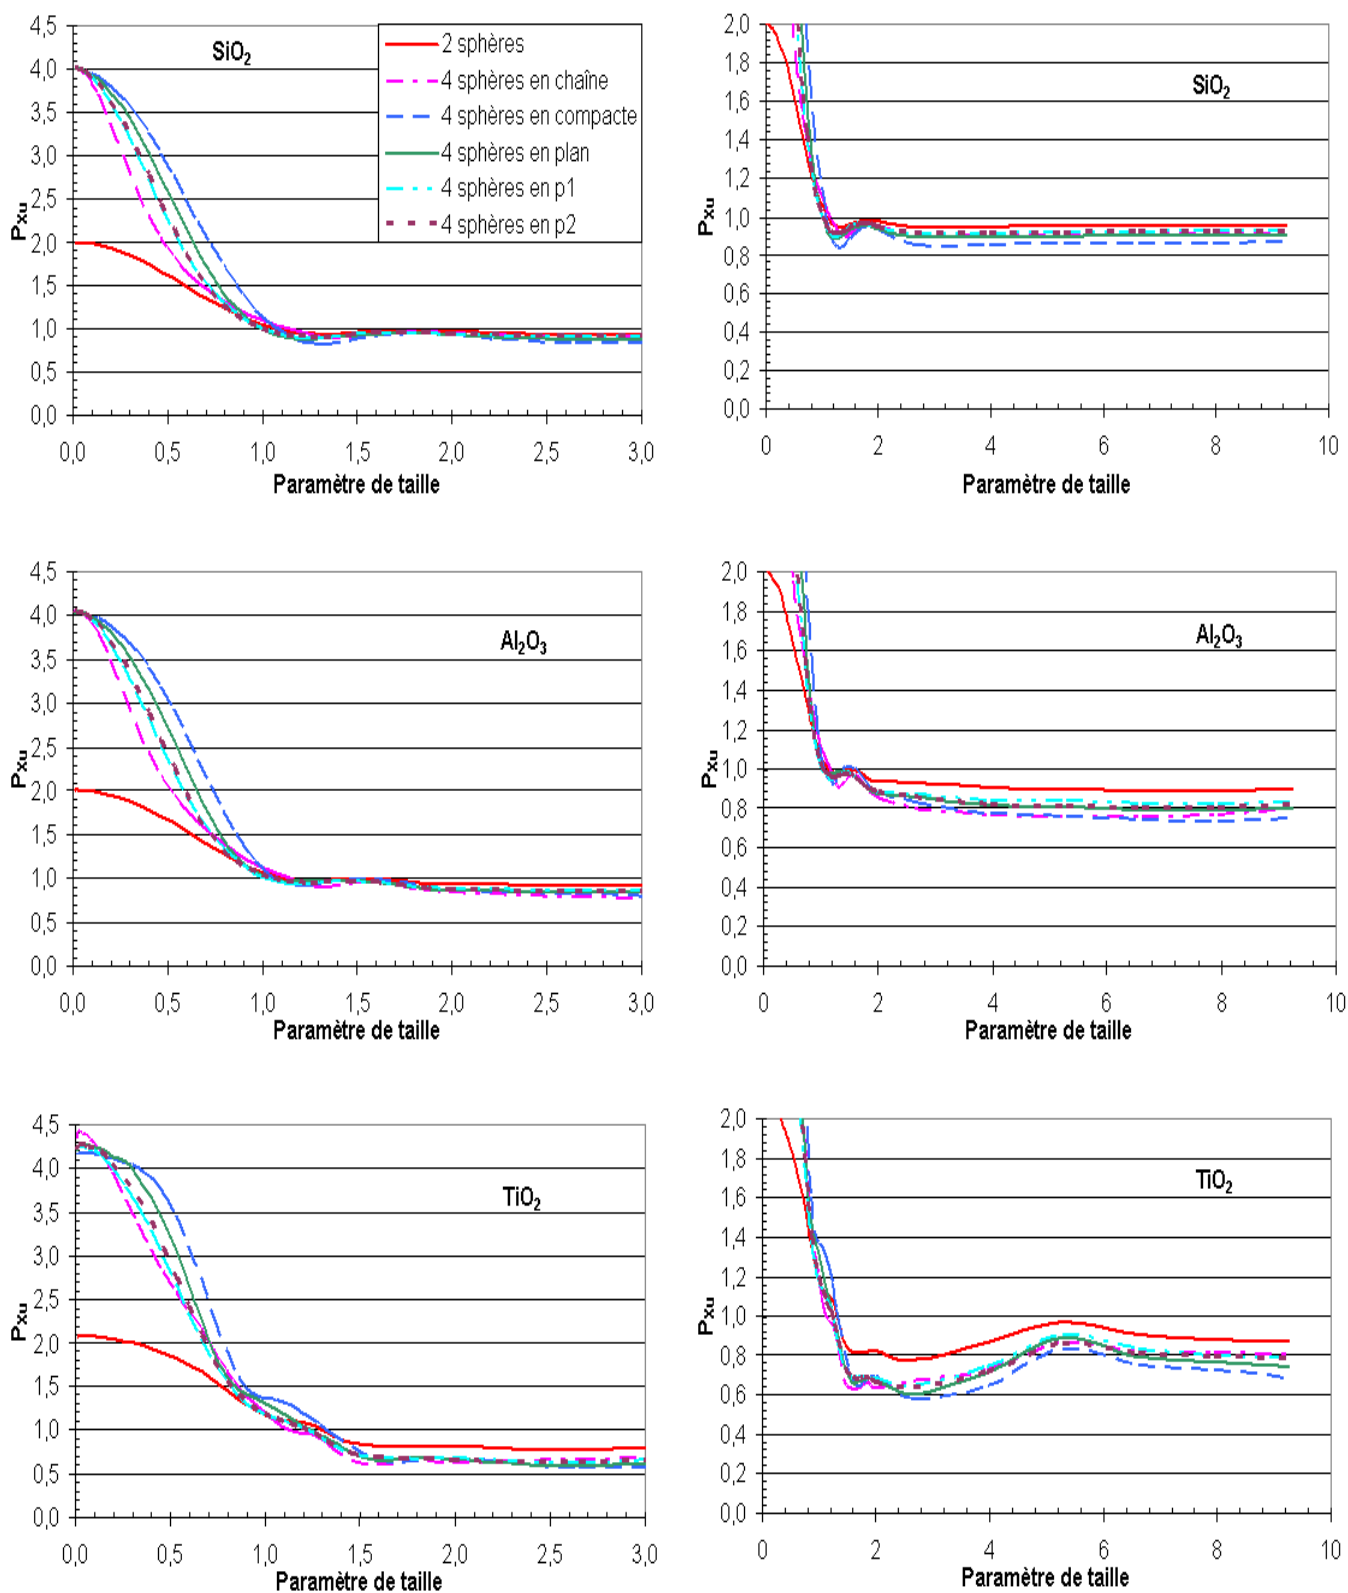 SiO₂
2 sphères
4 sphères en chaîne
4 sphères en compacte
4 sphères en plan
4 sphères en p1
4 sphères en p2
Pxu
4,5
4,0
3,5
3,0
2,5
2,0
1,5
1,0
0,5
0,0
0,0 0,5 1,0 1,5 2,0 2,5 3,0
Paramètre de taille
SiO₂
Pxu
2,0
1,8
1,6
1,4
1,2
1,0
0,8
0,6
0,4
0,2
0,0
0 2 4 6 8 10
Paramètre de taille
Al₂O₃
Pxu
4,5
4,0
3,5
3,0
2,5
2,0
1,5
1,0
0,5
0,0
0,0 0,5 1,0 1,5 2,0 2,5 3,0
Paramètre de taille
Al₂O₃
Pxu
2,0
1,8
1,6
1,4
1,2
1,0
0,8
0,6
0,4
0,2
0,0
0 2 4 6 8 10
Paramètre de taille
TiO₂
Pxu
4,5
4,0
3,5
3,0
2,5
2,0
1,5
1,0
0,5
0,0
0,0 0,5 1,0 1,5 2,0 2,5 3,0
Paramètre de taille
TiO₂
Pxu
2,0
1,8
1,6
1,4
1,2
1,0
0,8
0,6
0,4
0,2
0,0
0 2 4 6 8 10
Paramètre de taille